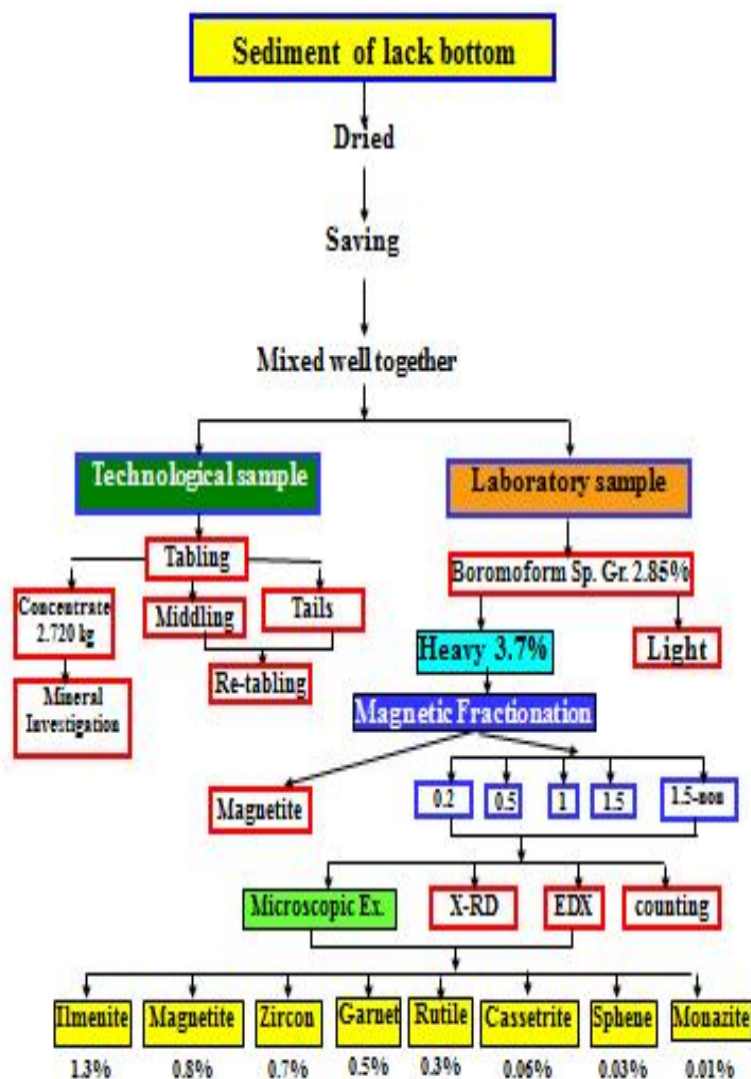 Sediment of lack bottom
Dried
Saving
Mixed well together
Technological sample
Laboratory sample
Tabling
Boromoform Sp. Gr. 2.85%
Concentrate
2.720 kg
Middling
Tails
Heavy 3.7%
Light
Mineral
Investigation
Re-tabling
Magnetic Fractionation
Magnetite
0.2
0.5
1
1.5
1.5-non
Microscopic Ex.
X-RD
EDX
counting
Ilmenite
Magnetite
Zircon
Garnet
Rutile
Cassetrite
Sphene
Monazite
1.3%
0.8%
0.7%
0.5%
0.3%
0.06%
0.03%
0.01%